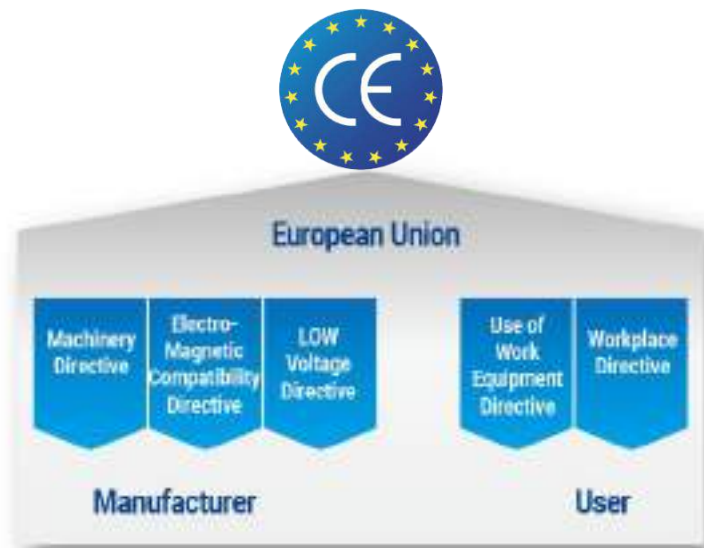 CE
European Union
Machinery
Directive
Electro-
Magnetic
Compatibility
Directive
LOW
Voltage
Directive
Use of
Work
Equipment
Directive
Workplace
Directive
Manufacturer
User